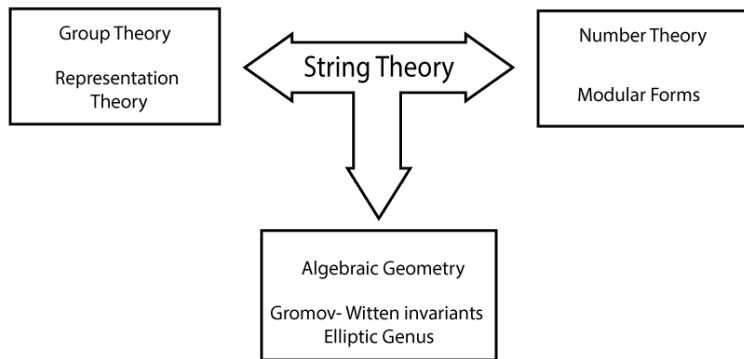 Group Theory
Representation
Theory
String Theory
Number Theory
Modular Forms
Algebraic Geometry
Gromov- Witten invariants
Elliptic Genus